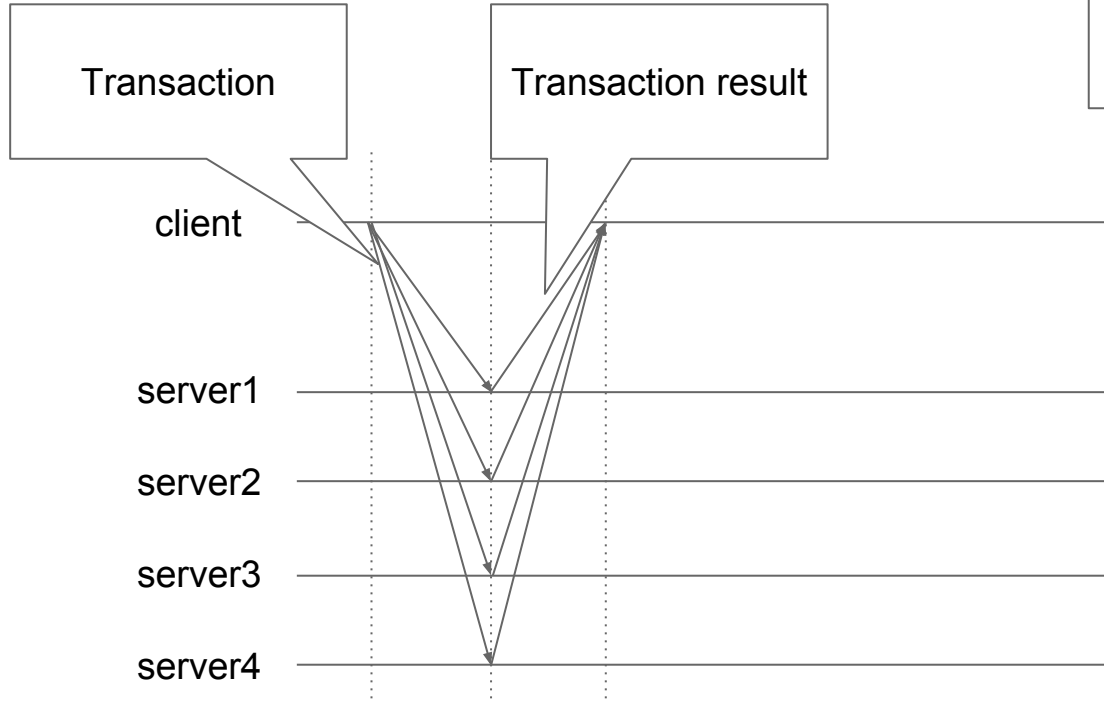 Transaction
Transaction result
client
server1
server2
server3
server4